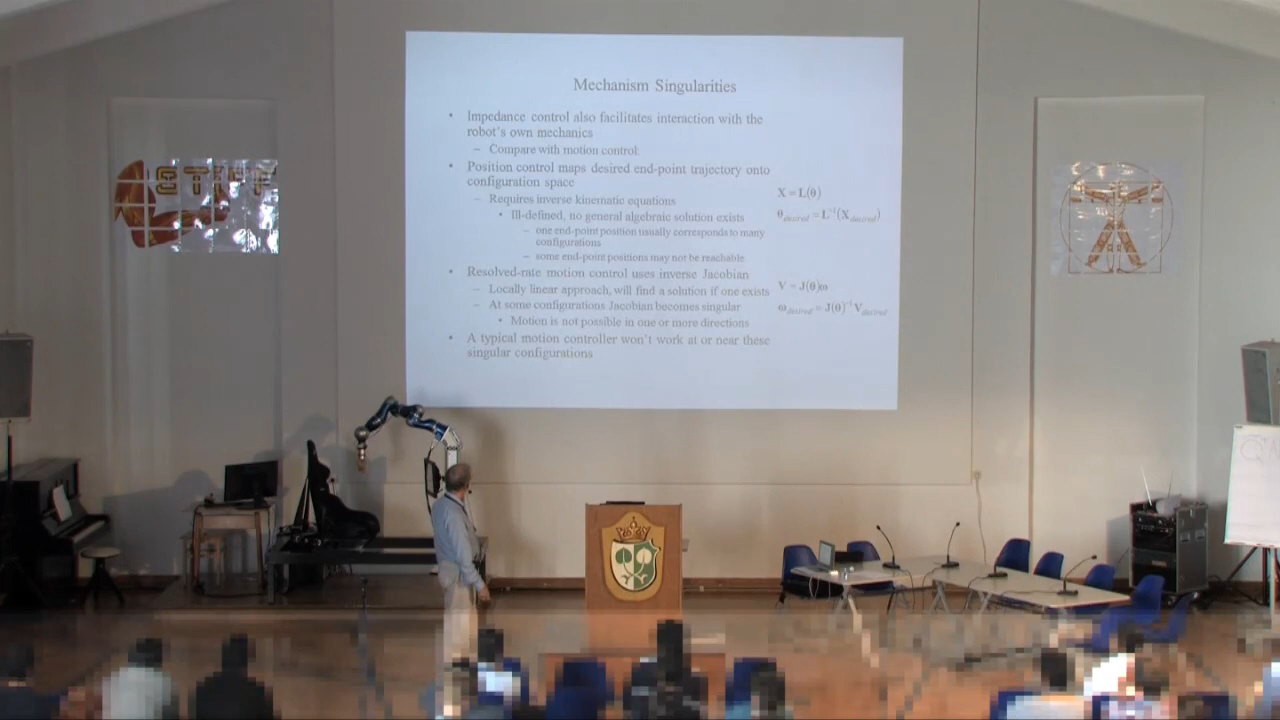 Mechanism Singularities
• Impedance control also facilitates interaction with the
robot's own mechanics
– Compare with motion control:
• Position control maps desired end-point trajectory onto
configuration space
– Requires inverse kinematic equations
• Ill-defined, no general algebraic solution exists
– one end-point position usually corresponds to many
configurations
– some end-point positions may not be reachable
• Resolved-rate motion control uses inverse Jacobian
– Locally linear approach, will find a solution if one exists
– At some configurations Jacobian becomes singular
• Motion is not possible in one or more directions
• A typical motion controller won't work at or near these
singular configurations
X = L(θ)
θdesired = L⁻¹(Xdesired)
V = J(θ)ω
ωdesired = J(θ)⁻¹Vdesired
STIFF